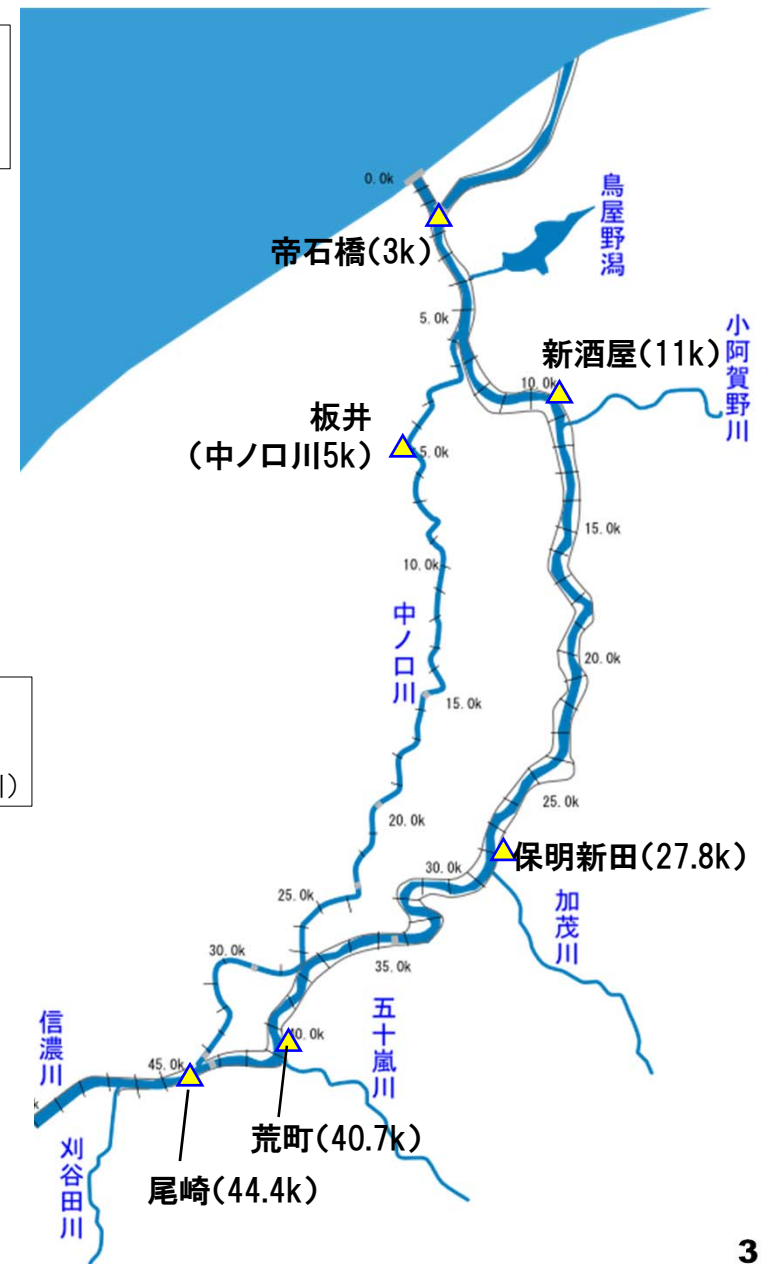 0.0k
帝石橋(3k)
鳥屋野潟
5.0k
新酒屋(11k)
10.0k
小阿賀野川
板井
(中ノ口川5k)
5.0k
15.0k
10.0k
中ノ口川
20.0k
15.0k
25.0k
20.0k
保明新田(27.8k)
30.0k
25.0k
加茂川
30.0k
35.0k
五十嵐川
信濃川
45.0k
荒町(40.7k)
尾崎(44.4k)
刈谷田川
3